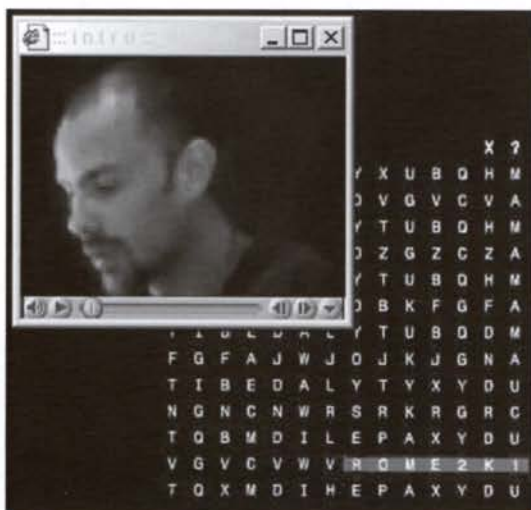 :::intro::
X ?
Y X U B Q H M
V G V C V A
Y T U B Q H M
Z G Z C Z A
Y T U B Q H M
B K F G F A
Y T U B Q D M
F G F A J W J O J K J G N A
T I B E D A L Y T Y X Y D U
N G N C N W R S R K R G R C
T Q B M D I L E P A X Y D U
V G V C V W V R O M E 2 K 1
T Q X M D I H E P A X Y D U